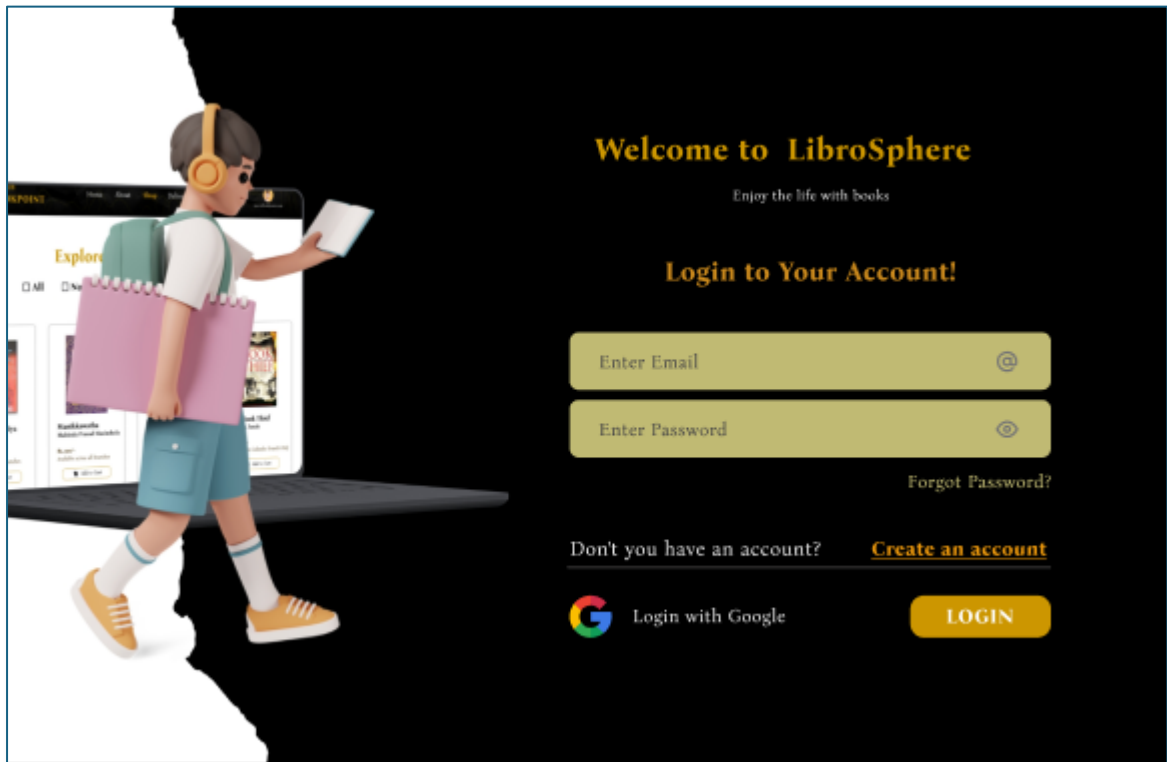 Welcome to LibroSphere
Enjoy the life with books
Login to Your Account!
Enter Email
@
Enter Password
Forgot Password?
Don't you have an account? Create an account
Login with Google LOGIN
Home
Explore
All